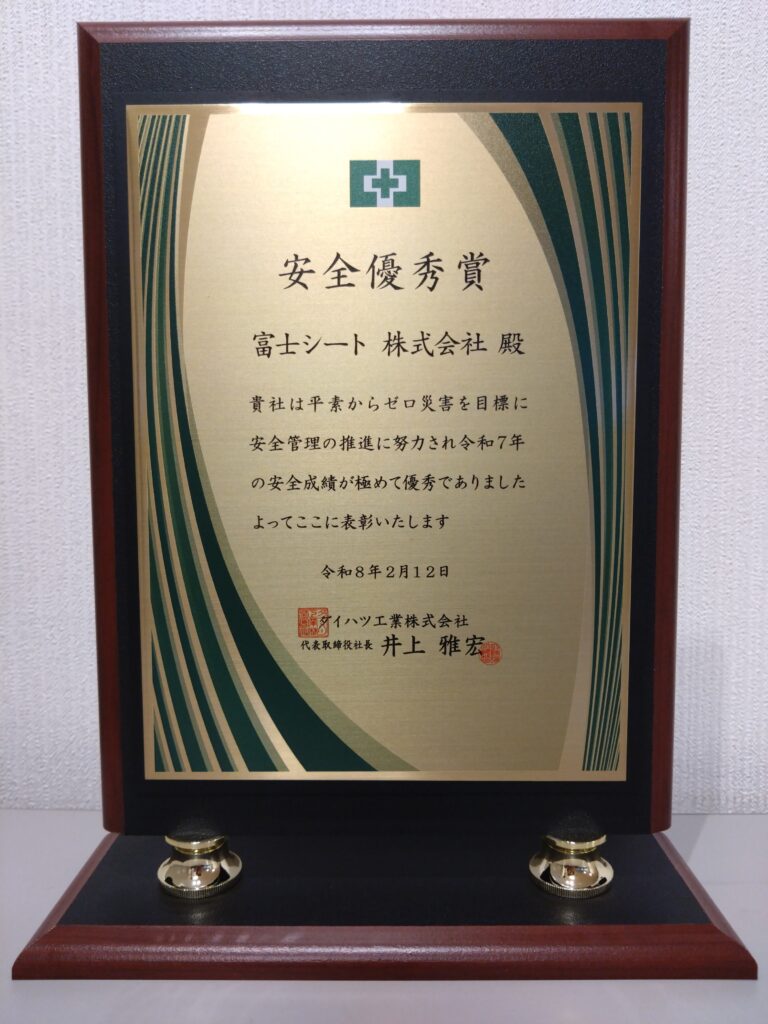 安全優秀賞
富士シート 株式会社 殿
貴社は平素からゼロ災害を目標に
安全管理の推進に努力され令和7年
の安全成績が極めて優秀でありました
よってここに表彰いたします
令和8年2月12日
ダイハツ工業株式会社
代表取締役社長 井上 雅宏